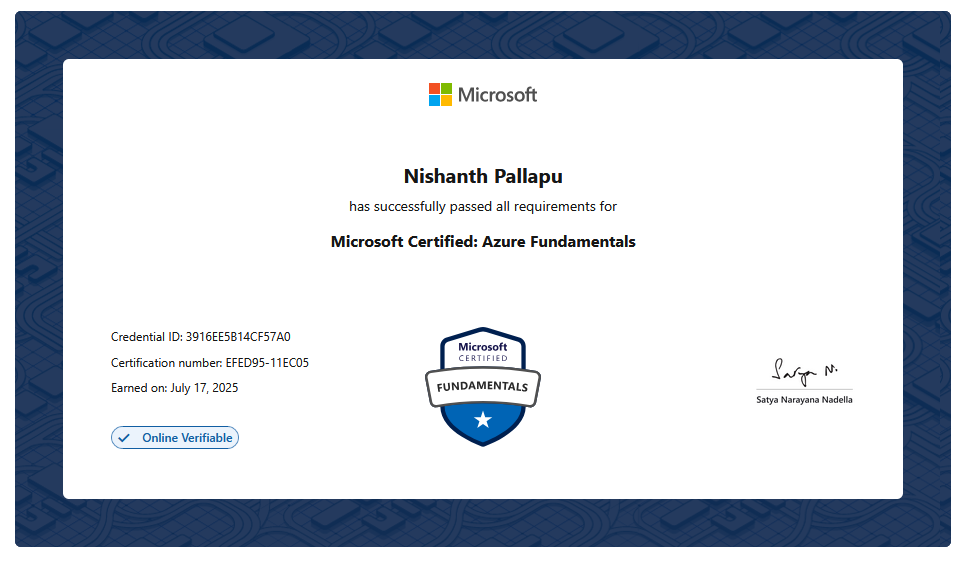 Microsoft
Nishanth Pallapu
has successfully passed all requirements for
Microsoft Certified: Azure Fundamentals
Credential ID: 3916EE5B14CF57A0
Certification number: EFED95-11EC05
Earned on: July 17, 2025
Online Verifiable
Microsoft
CERTIFIED
FUNDAMENTALS
Satya N.
Satya Narayana Nadella